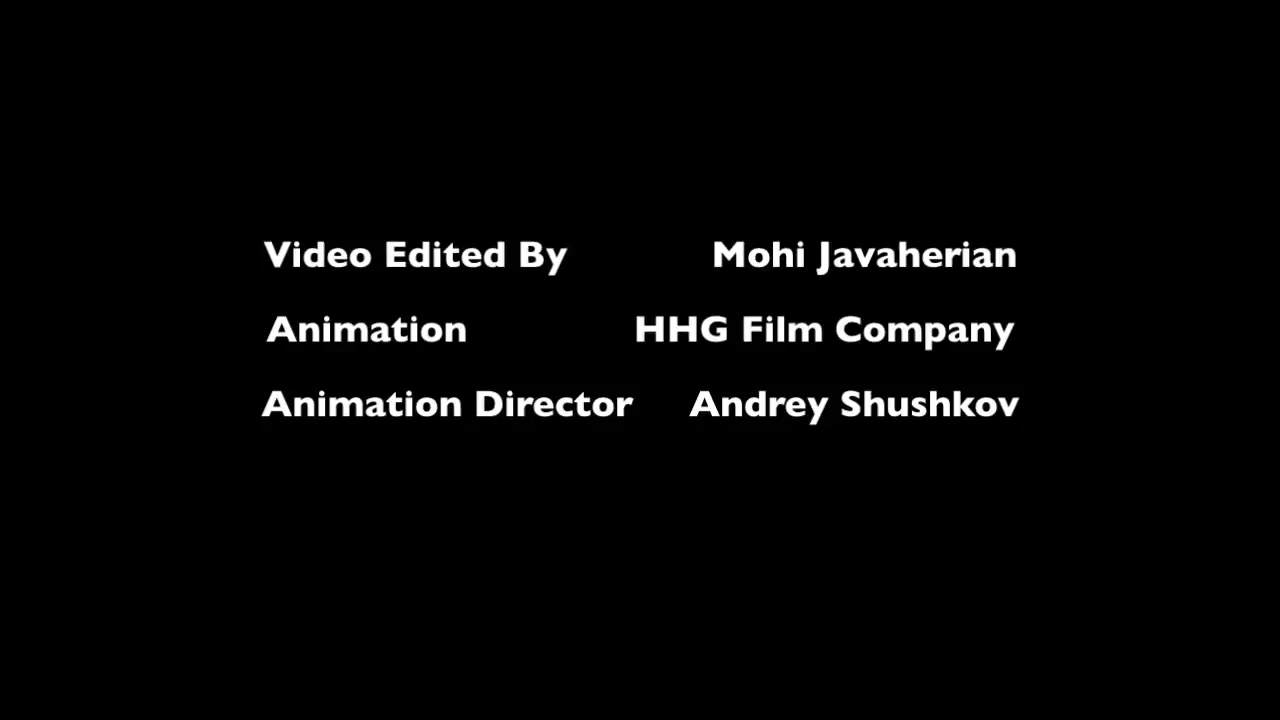 Video Edited By Mohi Javaherian
Animation HHG Film Company
Animation Director Andrey Shushkov